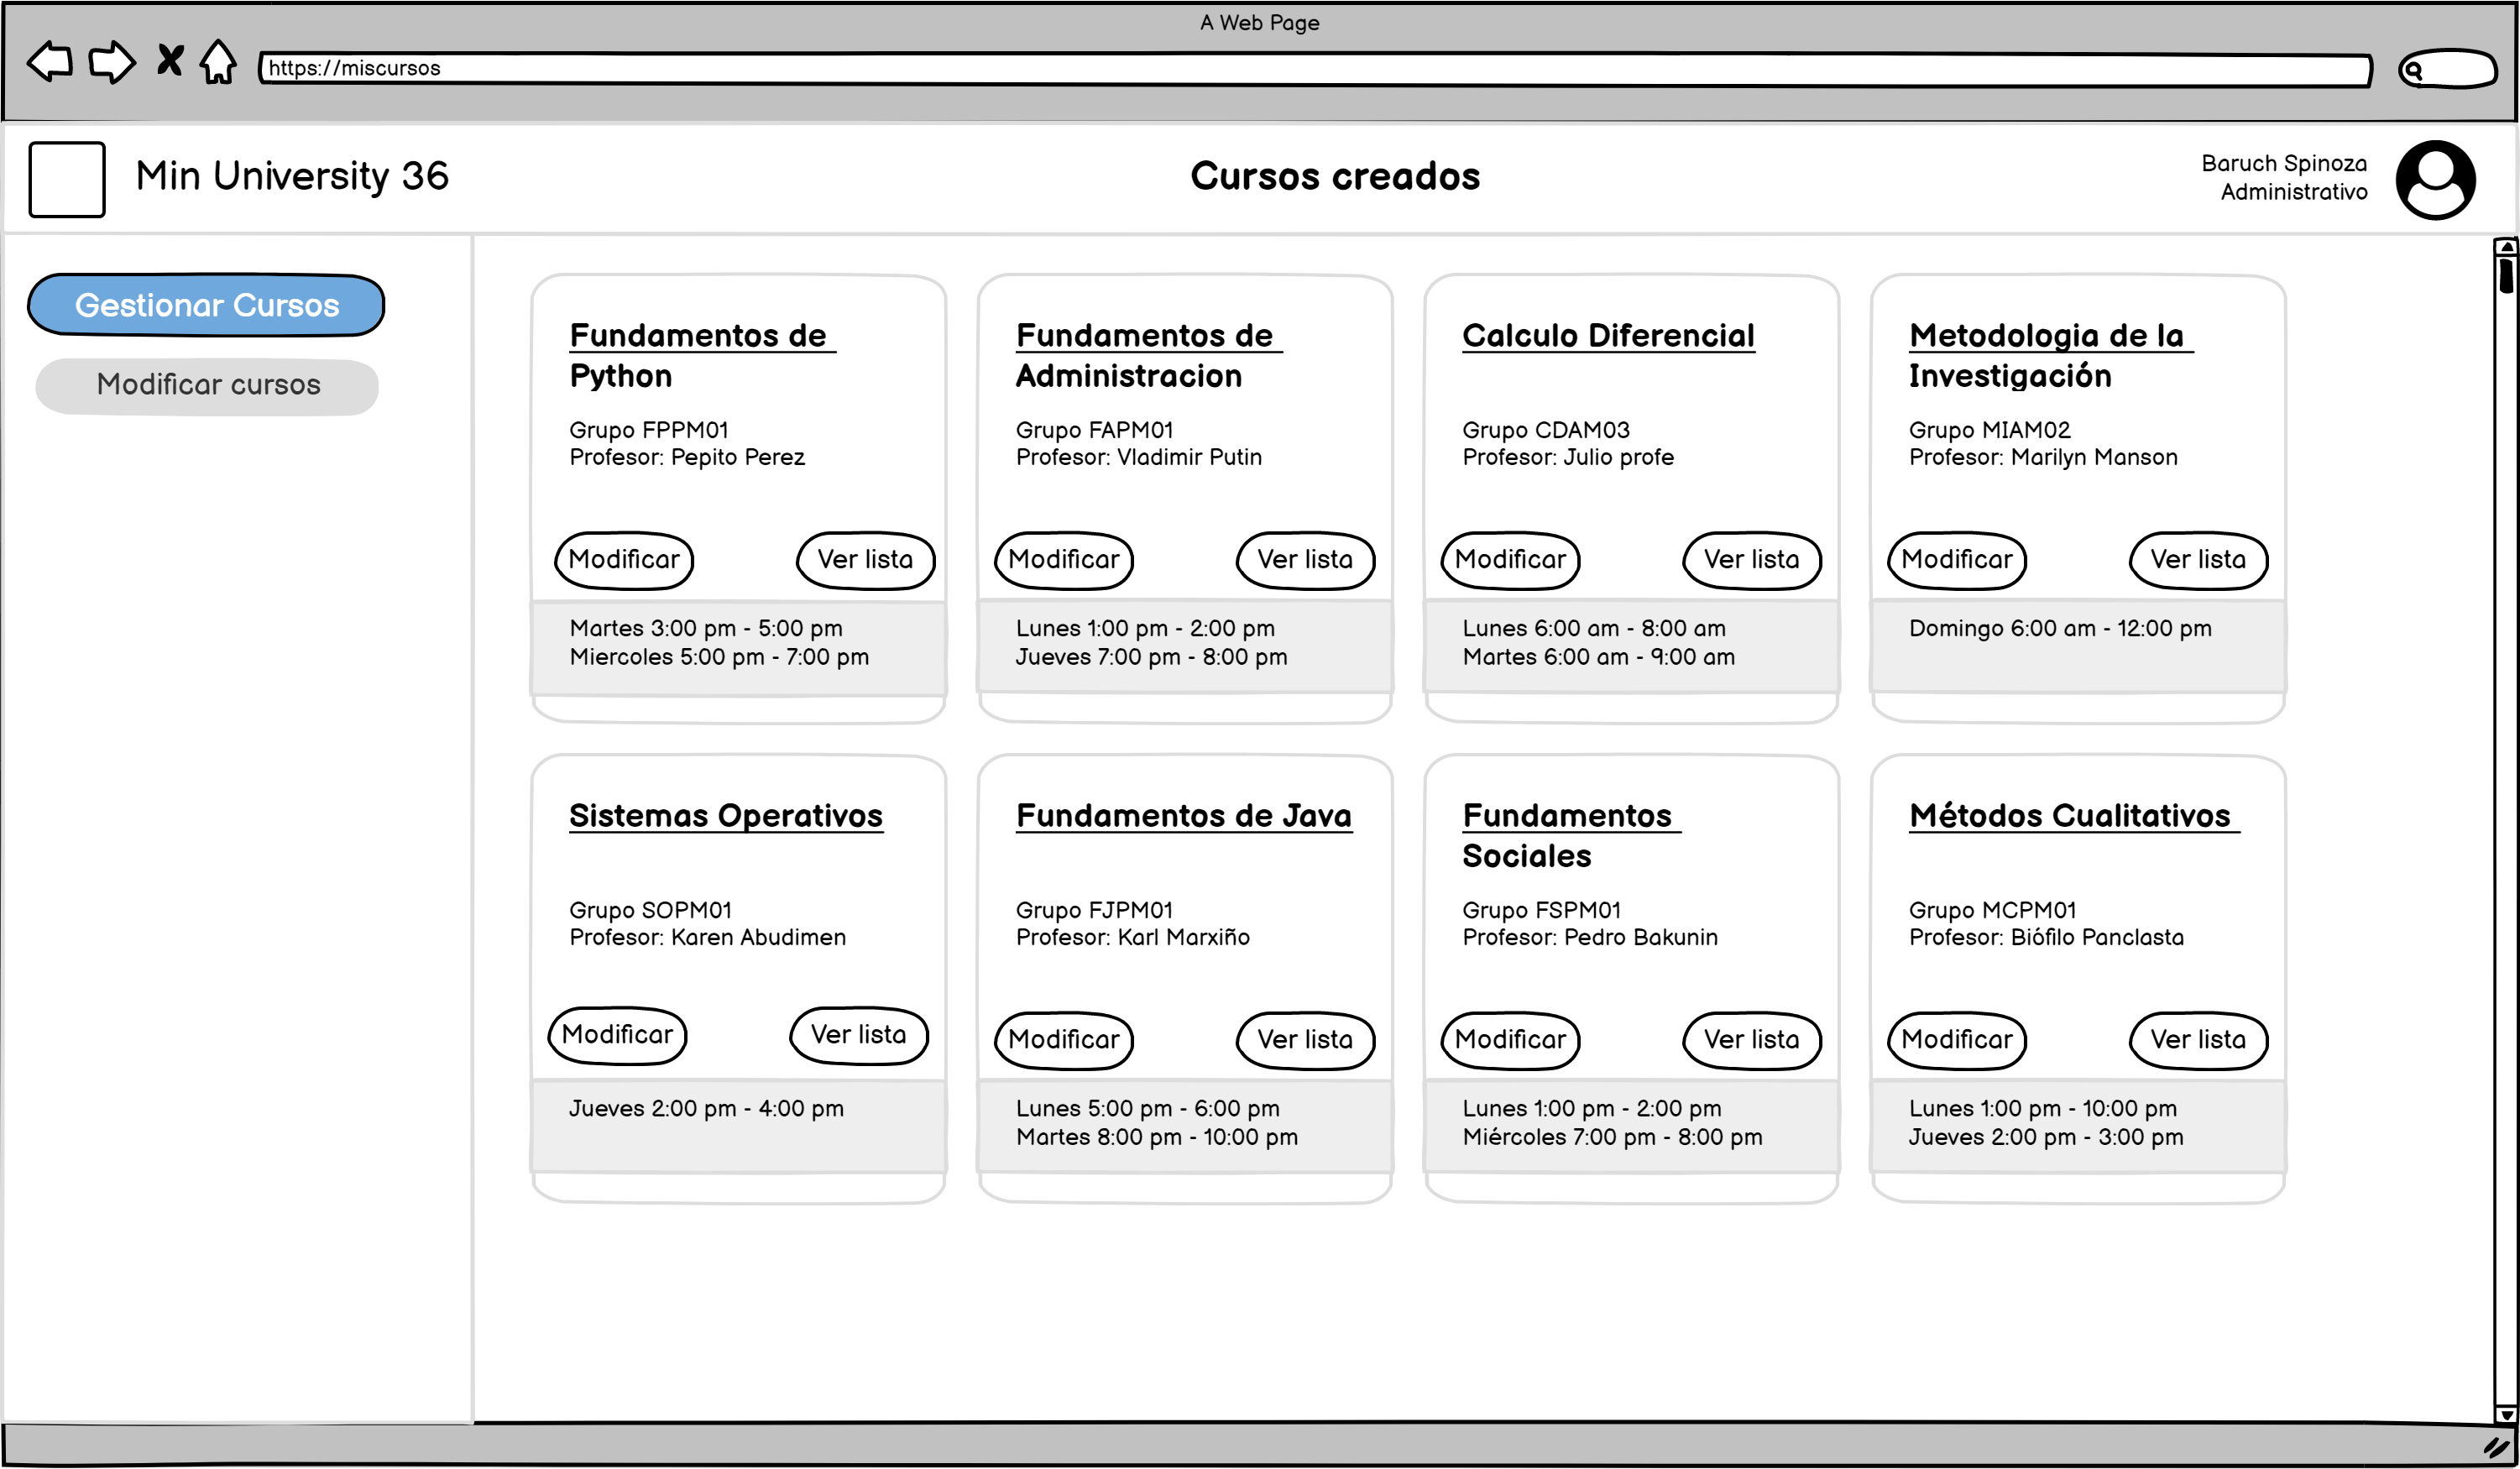 A Web Page
https://miscursos
Min University 36
Cursos creados
Baruch Spinoza
Administrativo
Gestionar Cursos
Modificar cursos
Fundamentos de
Python
Grupo FPPM01
Profesor: Pepito Perez
Modificar
Ver lista
Martes 3:00 pm - 5:00 pm
Miercoles 5:00 pm - 7:00 pm
Fundamentos de
Administracion
Grupo FAPM01
Profesor: Vladimir Putin
Modificar
Ver lista
Lunes 1:00 pm - 2:00 pm
Jueves 7:00 pm - 8:00 pm
Calculo Diferencial
Grupo CDAM03
Profesor: Julio profe
Modificar
Ver lista
Lunes 6:00 am - 8:00 am
Martes 6:00 am - 9:00 am
Metodologia de la
Investigación
Grupo MIAM02
Profesor: Marilyn Manson
Modificar
Ver lista
Domingo 6:00 am - 12:00 pm
Sistemas Operativos
Grupo SOPM01
Profesor: Karen Abudimen
Modificar
Ver lista
Jueves 2:00 pm - 4:00 pm
Fundamentos de Java
Grupo FJPM01
Profesor: Karl Marxiño
Modificar
Ver lista
Lunes 5:00 pm - 6:00 pm
Martes 8:00 pm - 10:00 pm
Fundamentos
Sociales
Grupo FSPM01
Profesor: Pedro Bakunin
Modificar
Ver lista
Lunes 1:00 pm - 2:00 pm
Miércoles 7:00 pm - 8:00 pm
Métodos Cualitativos
Grupo MCPM01
Profesor: Biófilo Panclasta
Modificar
Ver lista
Lunes 1:00 pm - 10:00 pm
Jueves 2:00 pm - 3:00 pm